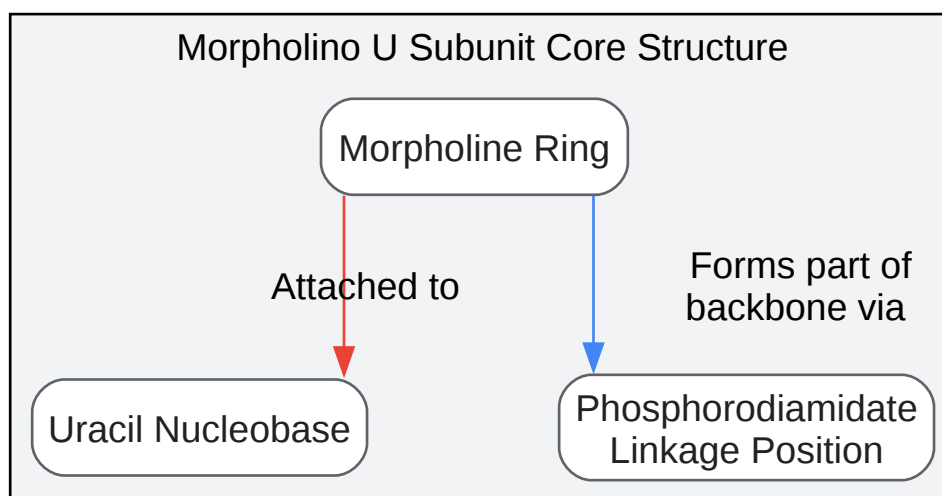 Morpholino U Subunit Core Structure
Morpholine Ring
Attached to
Forms part of
backbone via
Uracil Nucleobase
Phosphorodiamidate
Linkage Position